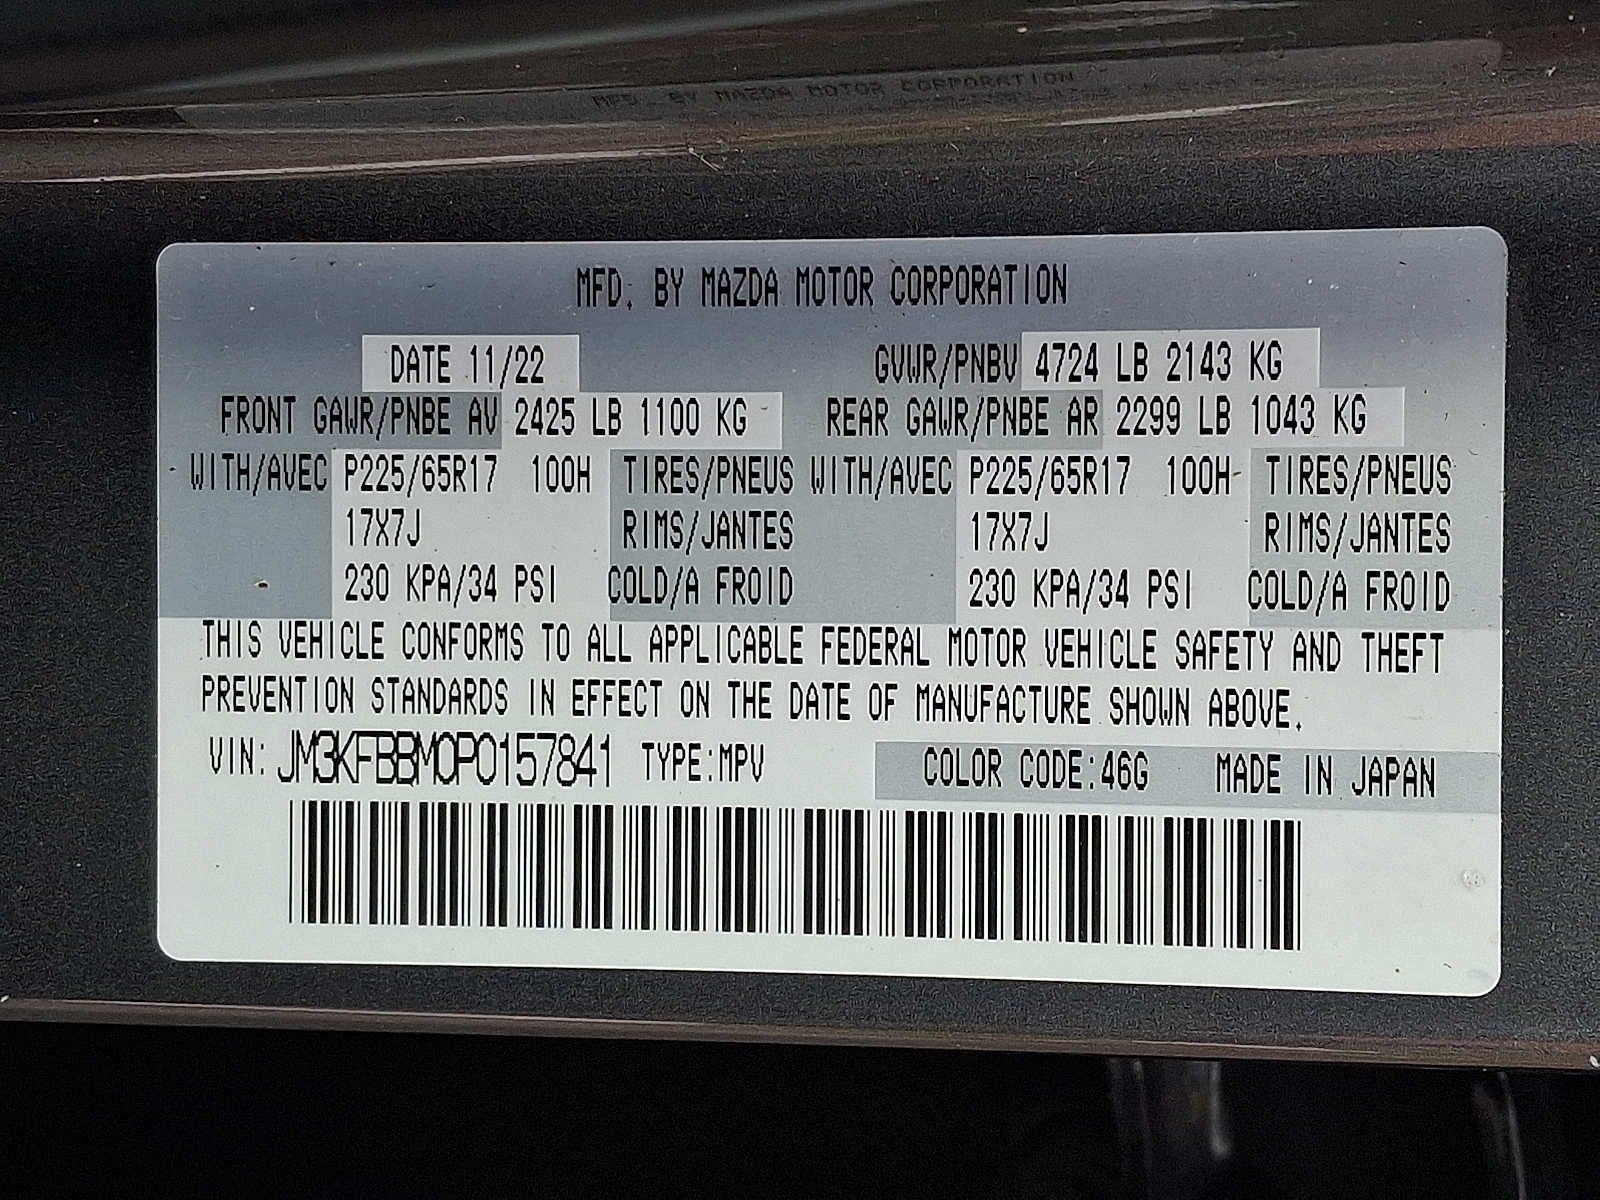 MFD. BY MAZDA MOTOR CORPORATION
MFD. BY MAZDA MOTOR CORPORATION
DATE 11/22 GVWR/PNBV 4724 LB 2143 KG
FRONT GAWR/PNBE AV 2425 LB 1100 KG REAR GAWR/PNBE AR 2299 LB 1043 KG
WITH/AVEC P225/65R17 100H TIRES/PNEUS WITH/AVEC P225/65R17 100H TIRES/PNEUS
17X7J RIMS/JANTES 17X7J RIMS/JANTES
230 KPA/34 PSI COLD/A FROID 230 KPA/34 PSI COLD/A FROID
THIS VEHICLE CONFORMS TO ALL APPLICABLE FEDERAL MOTOR VEHICLE SAFETY AND THEFT
PREVENTION STANDARDS IN EFFECT ON THE DATE OF MANUFACTURE SHOWN ABOVE.
VIN: JM3KFBBM0P0157841 TYPE:MPV COLOR CODE:46G MADE IN JAPAN